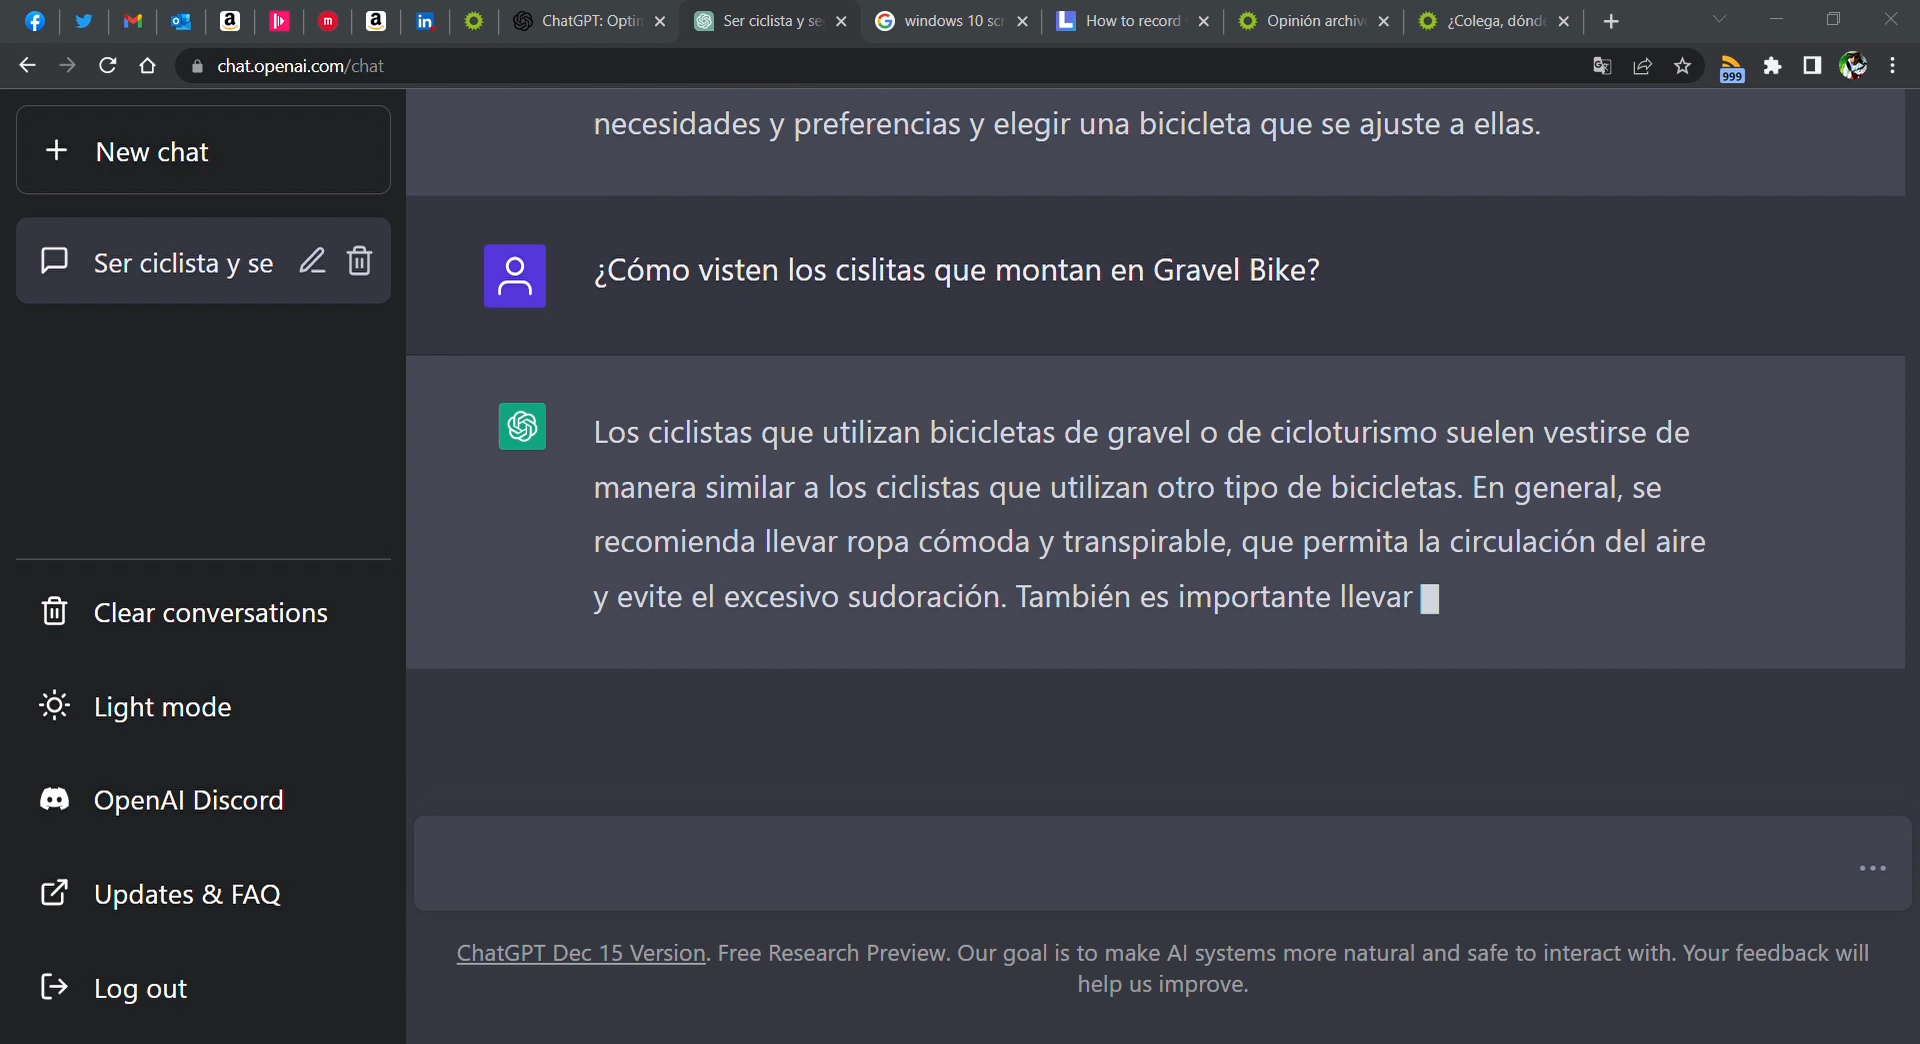 ChatGPT: Optin
Ser ciclista y se
windows 10 scr
How to record
Opinión archiv
¿Colega, dónde
chat.openai.com/chat
999
New chat
Ser ciclista y se
Clear conversations
Light mode
OpenAI Discord
Updates & FAQ
Log out
necesidades y preferencias y elegir una bicicleta que se ajuste a ellas.
¿Cómo visten los cislitas que montan en Gravel Bike?
Los ciclistas que utilizan bicicletas de gravel o de cicloturismo suelen vestirse de
manera similar a los ciclistas que utilizan otro tipo de bicicletas. En general, se
recomienda llevar ropa cómoda y transpirable, que permita la circulación del aire
y evite el excesivo sudoración. También es importante llevar
ChatGPT Dec 15 Version. Free Research Preview. Our goal is to make AI systems more natural and safe to interact with. Your feedback will
help us improve.